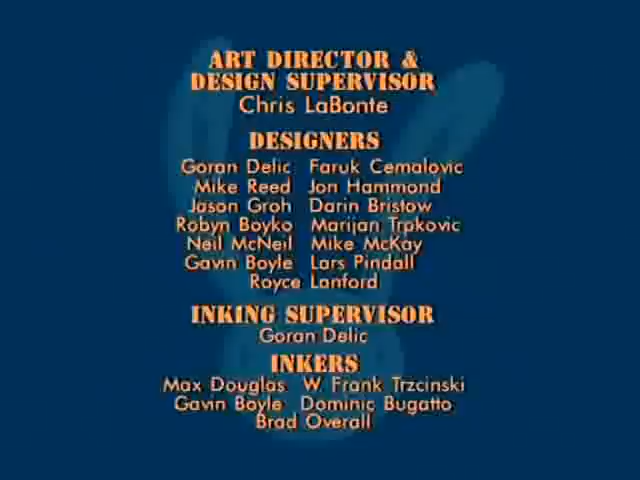 ART DIRECTOR &
DESIGN SUPERVISOR
Chris LaBonte
DESIGNERS
Goran Delic Faruk Cemalovic
Mike Reed Jon Hammond
Jason Groh Darin Bristow
Robyn Boyko Marijan Trpkovic
Neil McNeil Mike McKay
Gavin Boyle Lars Pindall
Royce Lanford
INKING SUPERVISOR
Goran Delic
INKERS
Max Douglas W Frank Trzcinski
Gavin Boyle Dominic Bugatto
Brad Overall